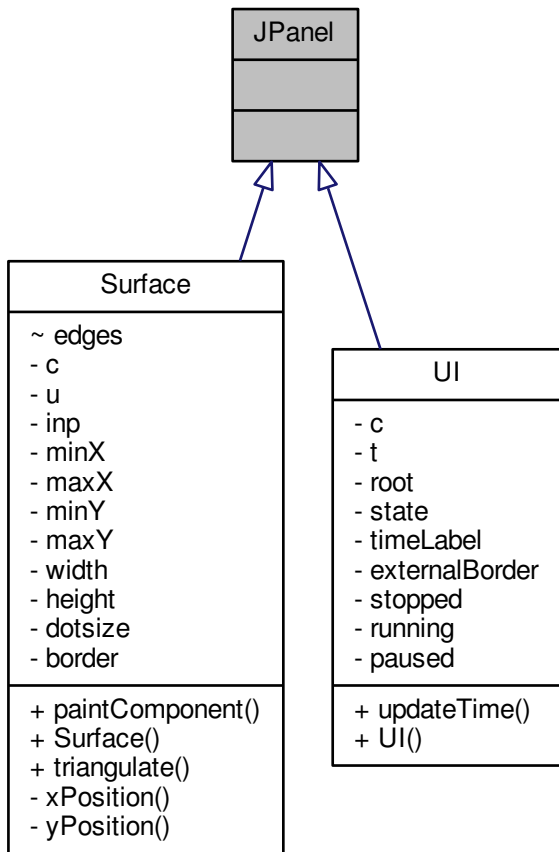 JPanel
Surface
~ edges
- c
- u
- inp
- minX
- maxX
- minY
- maxY
- width
- height
- dotsize
- border
+ paintComponent()
+ Surface()
+ triangulate()
- xPosition()
- yPosition()
UI
- c
- t
- root
- state
- timeLabel
- externalBorder
- stopped
- running
- paused
+ updateTime()
+ UI()